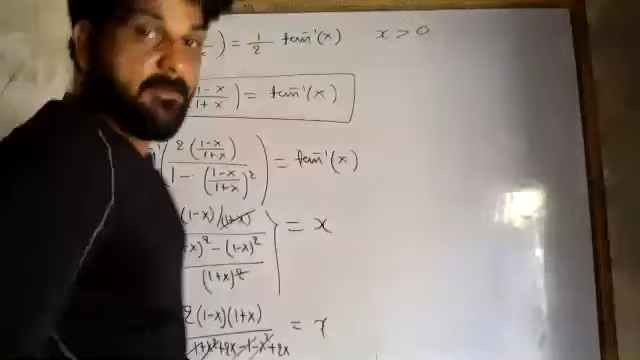 ) = 1/2 tan⁻¹(x) x > 0
(1-x)/(1+x) ) = tan⁻¹(x)
( 2((1-x)/(1+x)) / (1 - ((1-x)/(1+x))²) ) = tan⁻¹(x)
(1-x)(1+x) / ( (x)² - (1-x)² / (1+x)² ) } = x
2(1-x)(1+x) / (1+x²+2x-1-x²+2x) = x